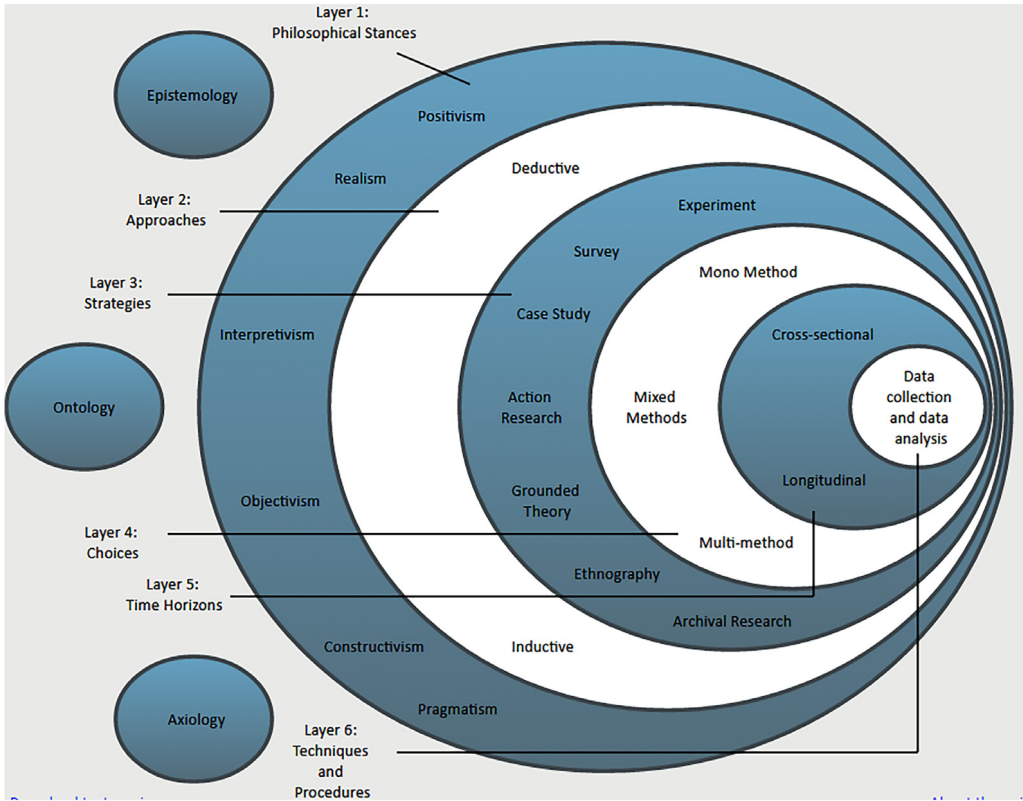 Layer 1:
Philosophical Stances
Epistemology
Positivism
Deductive
Realism
Layer 2:
Approaches
Experiment
Survey
Mono Method
Layer 3:
Strategies
Case Study
Cross-sectional
Interpretivism
Data
collection
and data
analysis
Ontology
Action
Research
Mixed
Methods
Longitudinal
Objectivism
Grounded
Theory
Layer 4:
Choices
Multi-method
Ethnography
Layer 5:
Time Horizons
Archival Research
Constructivism
Inductive
Pragmatism
Axiology
Layer 6:
Techniques
and
Procedures